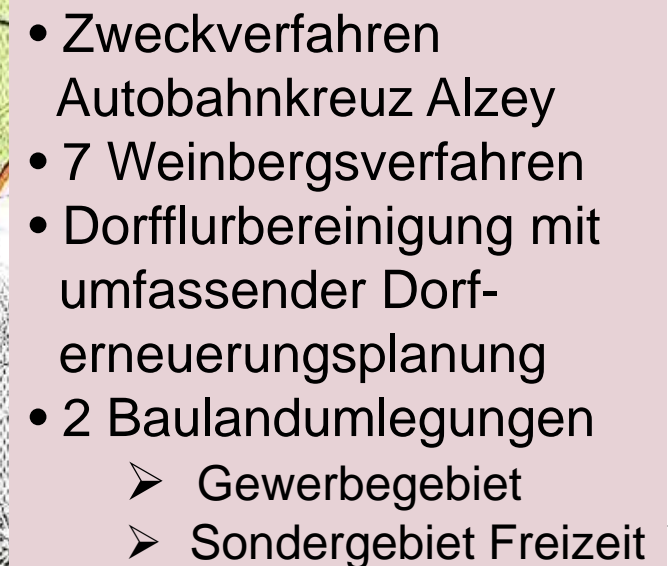 • Zweckverfahren
Autobahnkreuz Alzey
• 7 Weinbergsverfahren
• Dorfflurbereinigung mit
umfassender Dorf-
erneuerungsplanung
• 2 Baulandumlegungen
➢ Gewerbegebiet
➢ Sondergebiet Freizeit